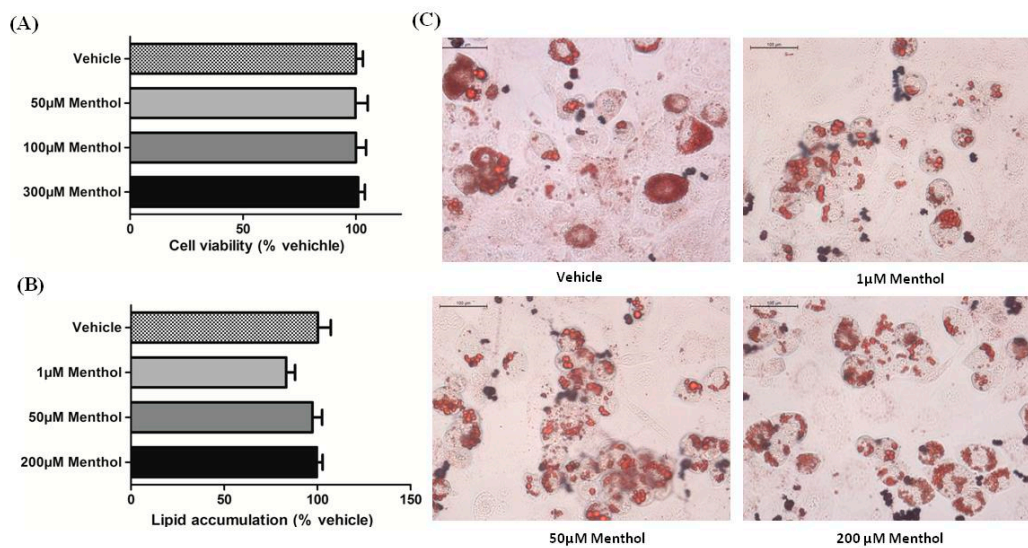 (A)
Vehicle
50µM Menthol
100µM Menthol
300µM Menthol
0
50
100
Cell viability (% vehichle)
(B)
Vehicle
1µM Menthol
50µM Menthol
200µM Menthol
0
50
100
150
Lipid accumulation (% vehicle)
(C)
Vehicle
1µM Menthol
50µM Menthol
200 µM Menthol